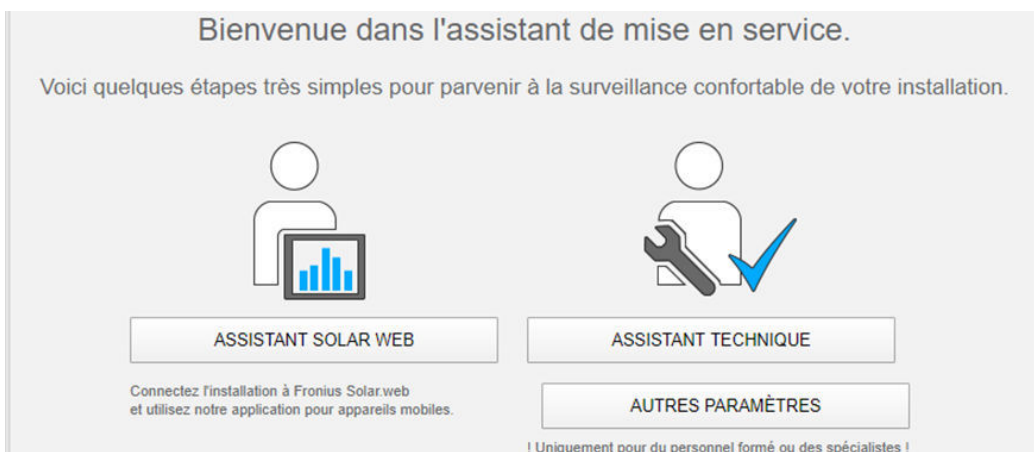 Bienvenue dans l'assistant de mise en service.
Voici quelques étapes très simples pour parvenir à la surveillance confortable de votre installation.
ASSISTANT SOLAR WEB
Connectez l'installation à Fronius Solar.web
et utilisez notre application pour appareils mobiles.
ASSISTANT TECHNIQUE
AUTRES PARAMÈTRES
! Uniquement pour du personnel formé ou des spécialistes !